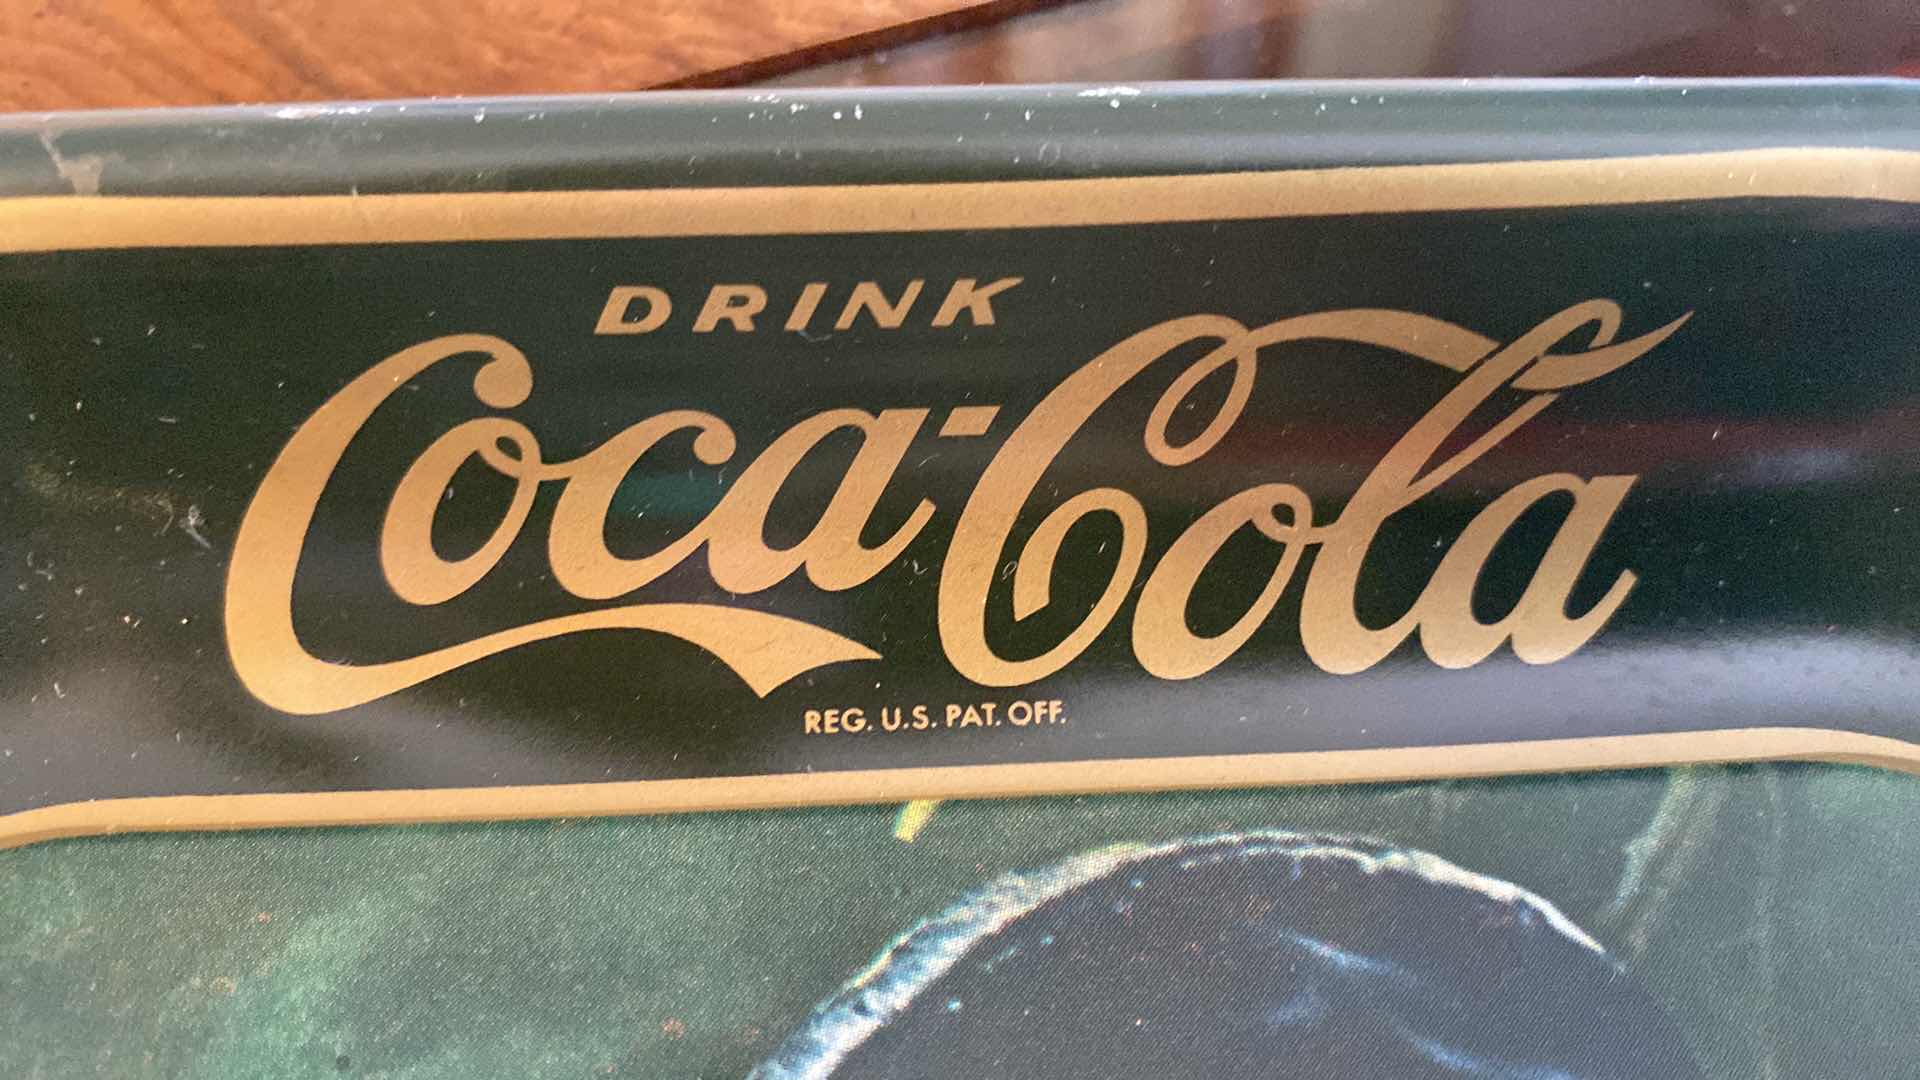 DRINK
Coca-Cola
REG. U.S. PAT. OFF.